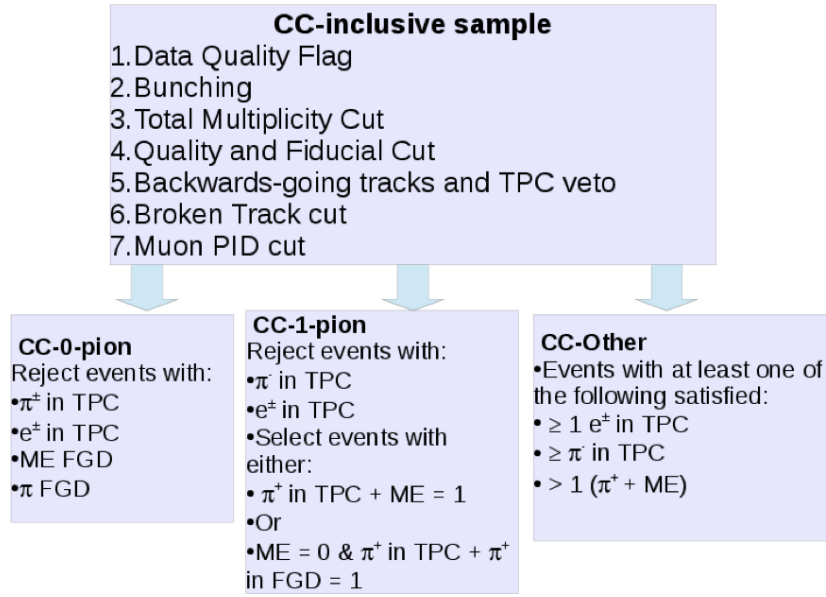 CC-inclusive sample
1.Data Quality Flag
2.Bunching
3.Total Multiplicity Cut
4.Quality and Fiducial Cut
5.Backwards-going tracks and TPC veto
6.Broken Track cut
7.Muon PID cut
CC-0-pion
Reject events with:
•π± in TPC
•e± in TPC
•ME FGD
•π FGD
CC-1-pion
Reject events with:
•π⁻ in TPC
•e± in TPC
•Select events with
either:
• π⁺ in TPC + ME = 1
•Or
•ME = 0 & π⁺ in TPC + π⁺
in FGD = 1
CC-Other
•Events with at least one of
the following satisfied:
• ≥ 1 e± in TPC
• ≥ π⁻ in TPC
• > 1 (π⁺ + ME)